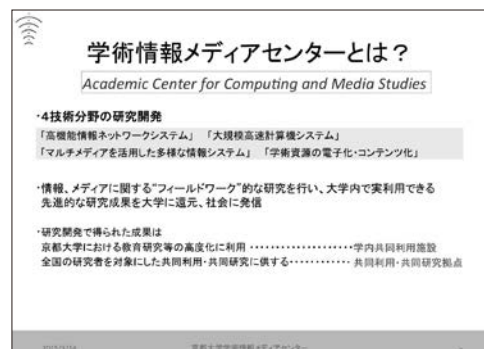 学術情報メディアセンターとは？
Academic Center for Computing and Media Studies
・4技術分野の研究開発
「高機能情報ネットワークシステム」 「大規模高速計算機システム」
「マルチメディアを活用した多様な情報システム」 「学術資源の電子化・コンテンツ化」
・情報、メディアに関する“フィールドワーク”的な研究を行い、大学内で実利用できる
先進的な研究成果を大学に還元、社会に発信
・研究開発で得られた成果は
京都大学における教育研究等の高度化に利用・・・・・・・・・・・・・・・・・・・・学内共同利用施設
全国の研究者を対象にした共同利用・共同研究に供する・・・・・・・・・・・・共同利用・共同研究拠点
京都大学学術情報メディアセンター